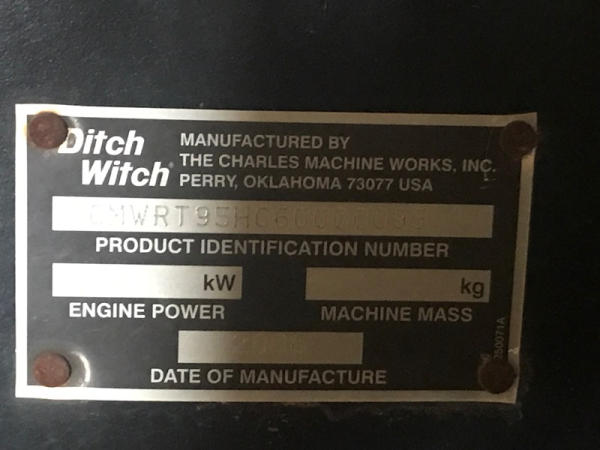 Ditch
Witch®
MANUFACTURED BY
THE CHARLES MACHINE WORKS, INC.
PERRY, OKLAHOMA 73077 USA
PRODUCT IDENTIFICATION NUMBER
kW
kg
ENGINE POWER
MACHINE MASS
DATE OF MANUFACTURE